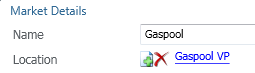 Market Details
Name Gaspool
Location Gaspool VP